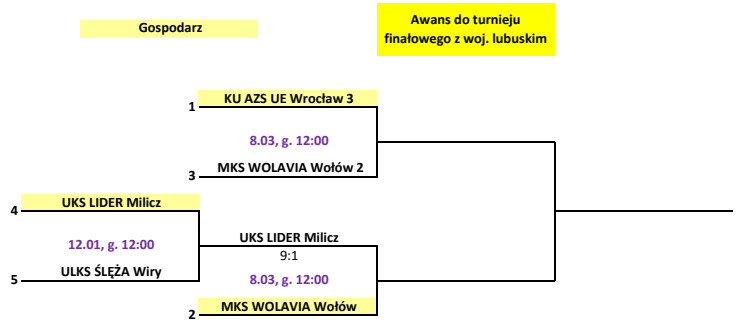 Gospodarz
Awans do turnieju
finałowego z woj. lubuskim
1 KU AZS UE Wrocław 3
8.03, g. 12:00
3 MKS WOLAVIA Wołów 2
4 UKS LIDER Milicz
12.01, g. 12:00
UKS LIDER Milicz
9:1
5 ULKS ŚLĘŻA Wiry
8.03, g. 12:00
2 MKS WOLAVIA Wołów